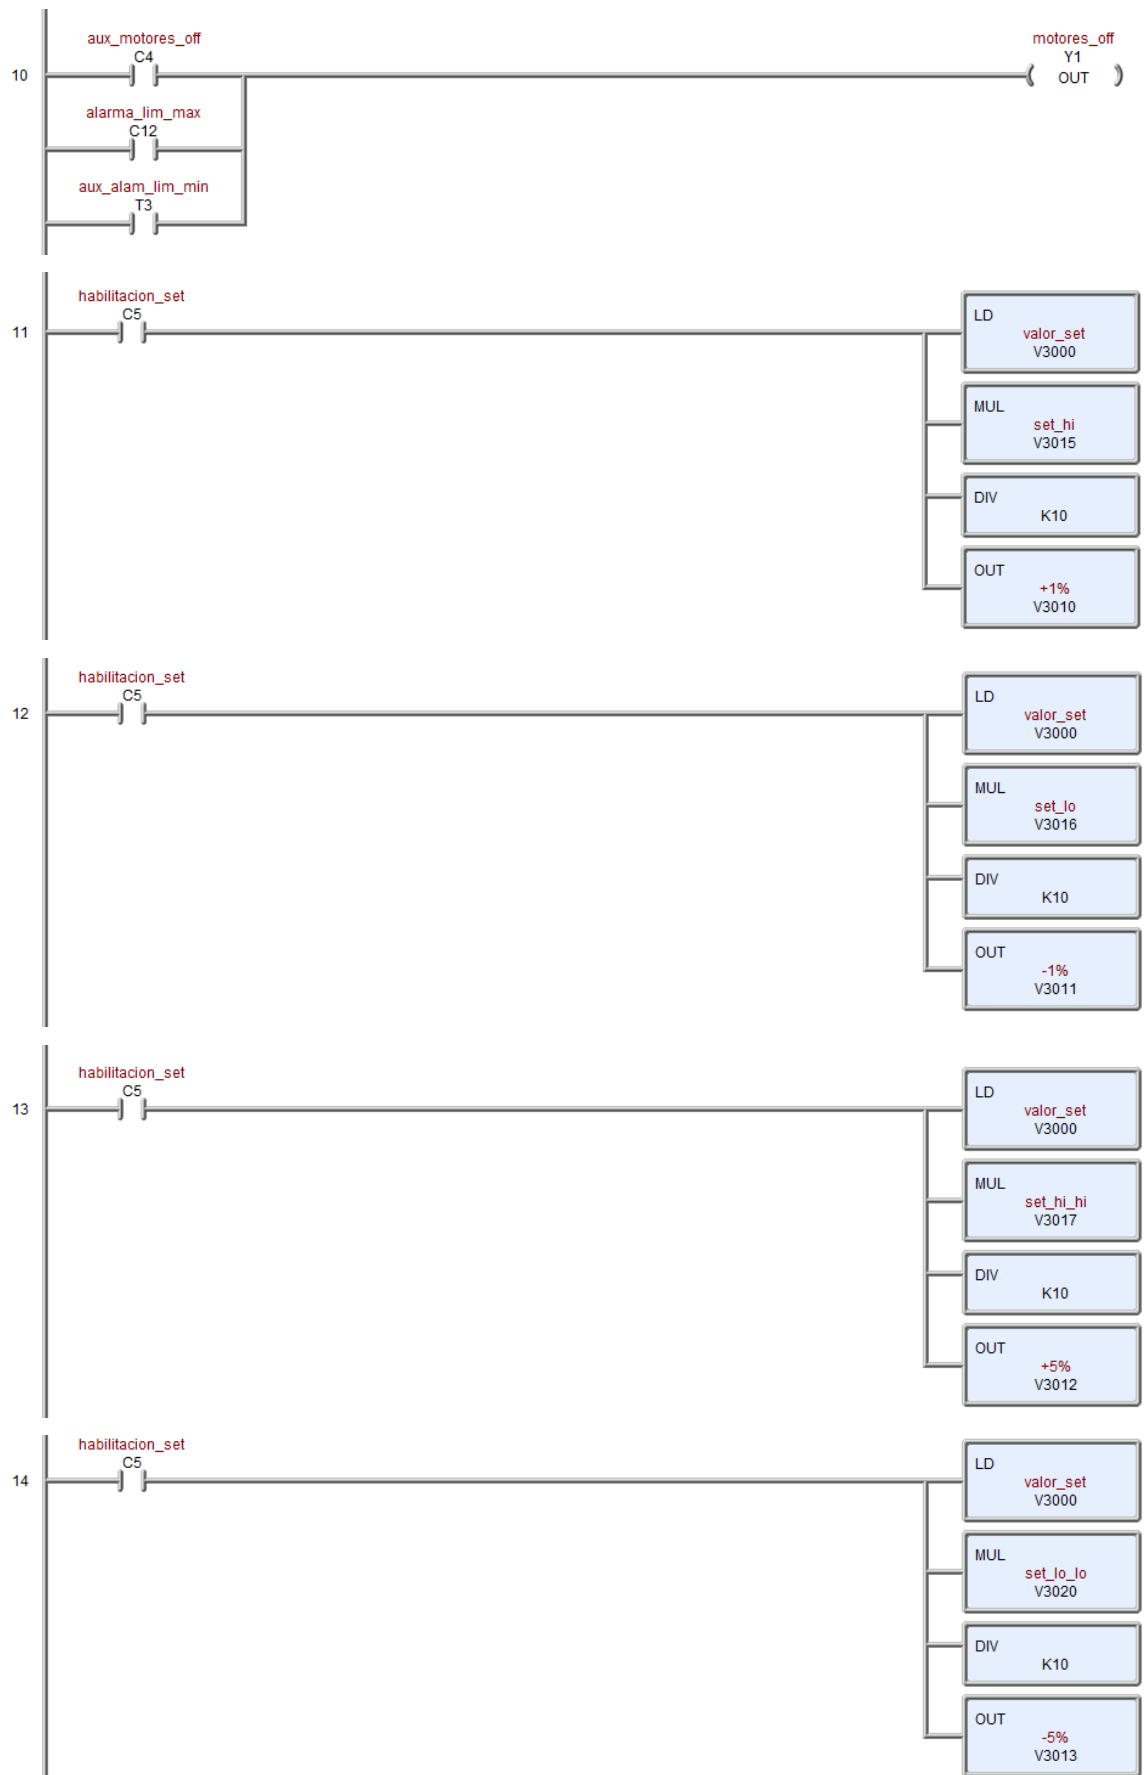 aux_motores_off
C4
motores_off
Y1
10
OUT
alarma_lim_max
C12
aux_alam_lim_min
T3
habilitacion_set
C5
11
LD
valor_set
V3000
MUL
set_hi
V3015
DIV
K10
OUT
+1%
V3010
habilitacion_set
C5
12
LD
valor_set
V3000
MUL
set_lo
V3016
DIV
K10
OUT
-1%
V3011
habilitacion_set
C5
13
LD
valor_set
V3000
MUL
set_hi_hi
V3017
DIV
K10
OUT
+5%
V3012
habilitacion_set
C5
14
LD
valor_set
V3000
MUL
set_lo_lo
V3020
DIV
K10
OUT
-5%
V3013